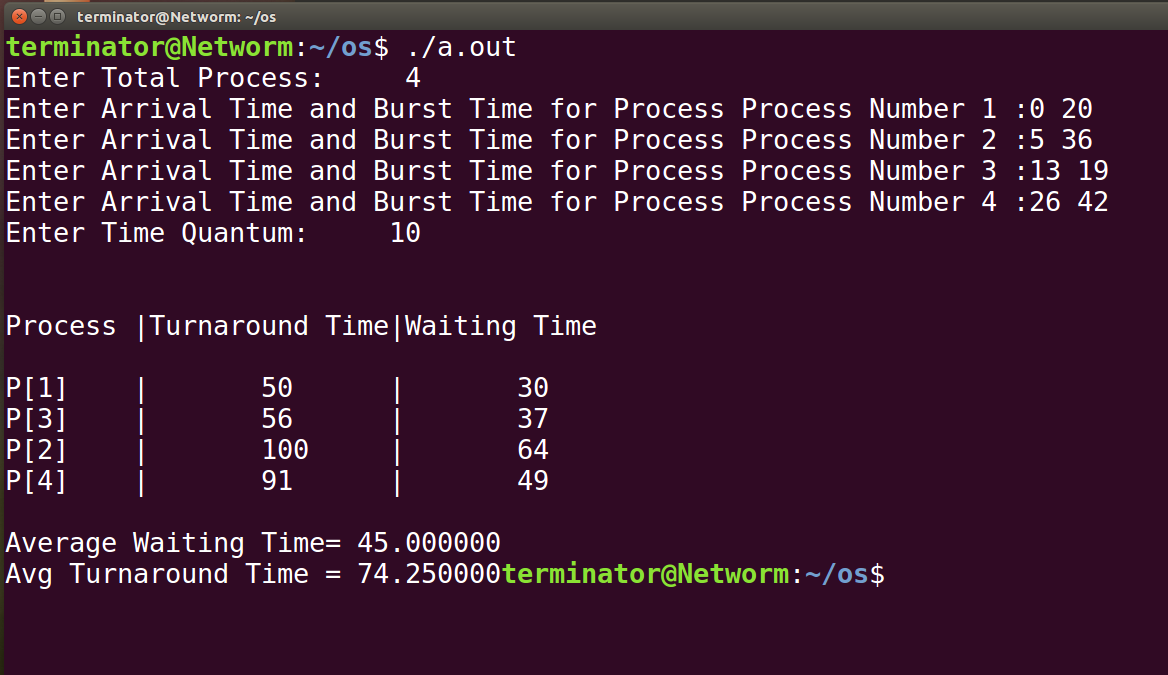 terminator@Networm: ~/os
terminator@Networm:~/os$ ./a.out
Enter Total Process:     4
Enter Arrival Time and Burst Time for Process Process Number 1 :0 20
Enter Arrival Time and Burst Time for Process Process Number 2 :5 36
Enter Arrival Time and Burst Time for Process Process Number 3 :13 19
Enter Arrival Time and Burst Time for Process Process Number 4 :26 42
Enter Time Quantum:     10
Process |Turnaround Time|Waiting Time
P[1]    |       50      |       30
P[3]    |       56      |       37
P[2]    |       100     |       64
P[4]    |       91      |       49
Average Waiting Time= 45.000000
Avg Turnaround Time = 74.250000terminator@Networm:~/os$